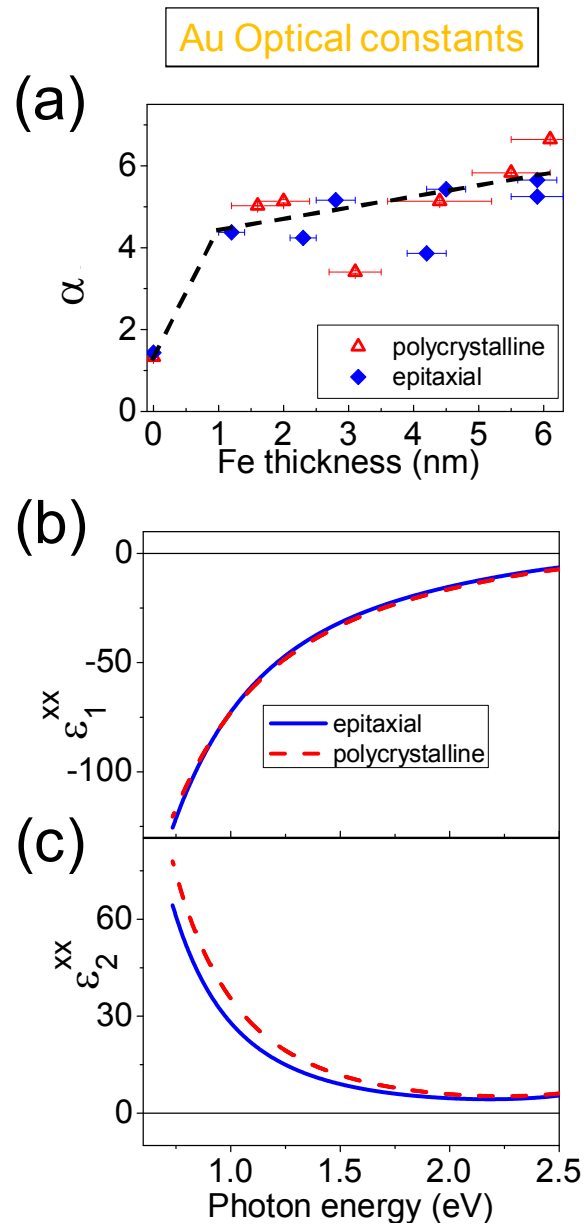 Au Optical constants
(a)
6
4
2
0
α
0 1 2 3 4 5 6
Fe thickness (nm)
polycrystalline
epitaxial
(b)
0
-50
-100
ε₁ˣˣ
epitaxial
polycrystalline
(c)
60
30
0
ε₂ˣˣ
1.0 1.5 2.0 2.5
Photon energy (eV)